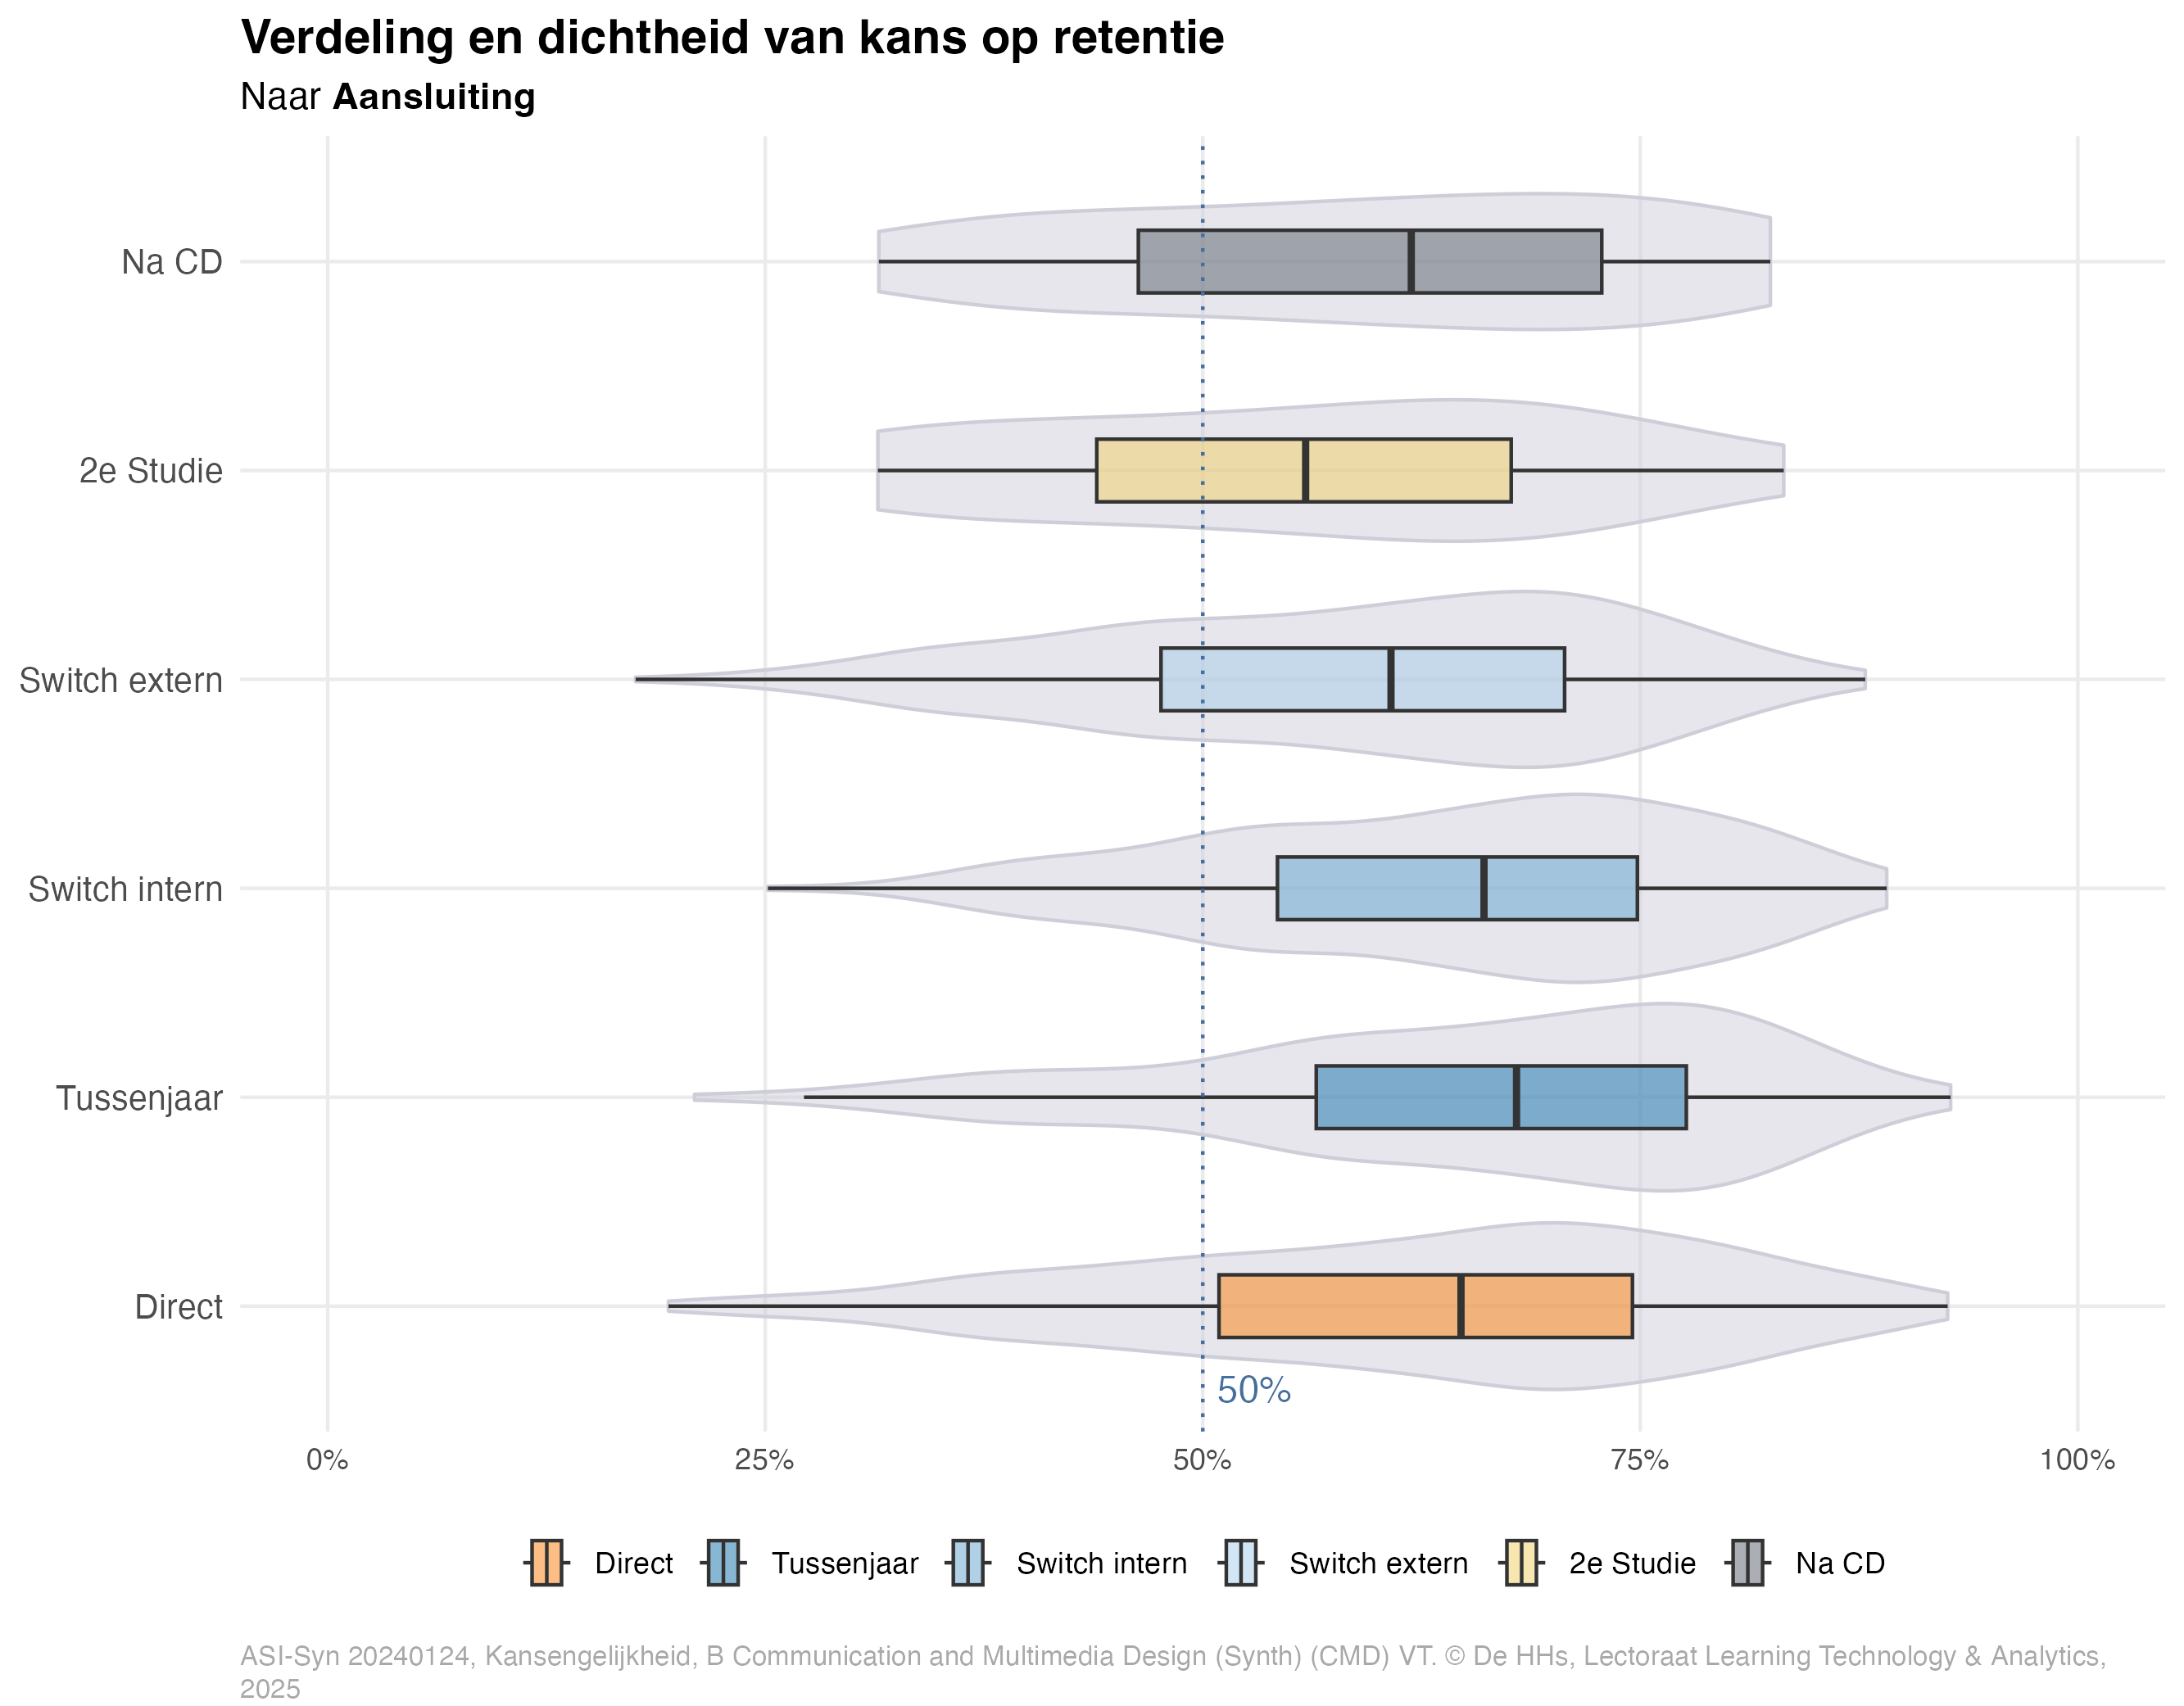 Verdeling en dichtheid van kans op retentie
Naar Aansluiting
Na CD
2e Studie
Switch extern
Switch intern
Tussenjaar
Direct
50%
0% 25% 50% 75% 100%
Direct Tussenjaar Switch intern Switch extern 2e Studie Na CD
ASI-Syn 20240124, Kansengelijkheid, B Communication and Multimedia Design (Synth) (CMD) VT. © De HHs, Lectoraat Learning Technology & Analytics,
2025